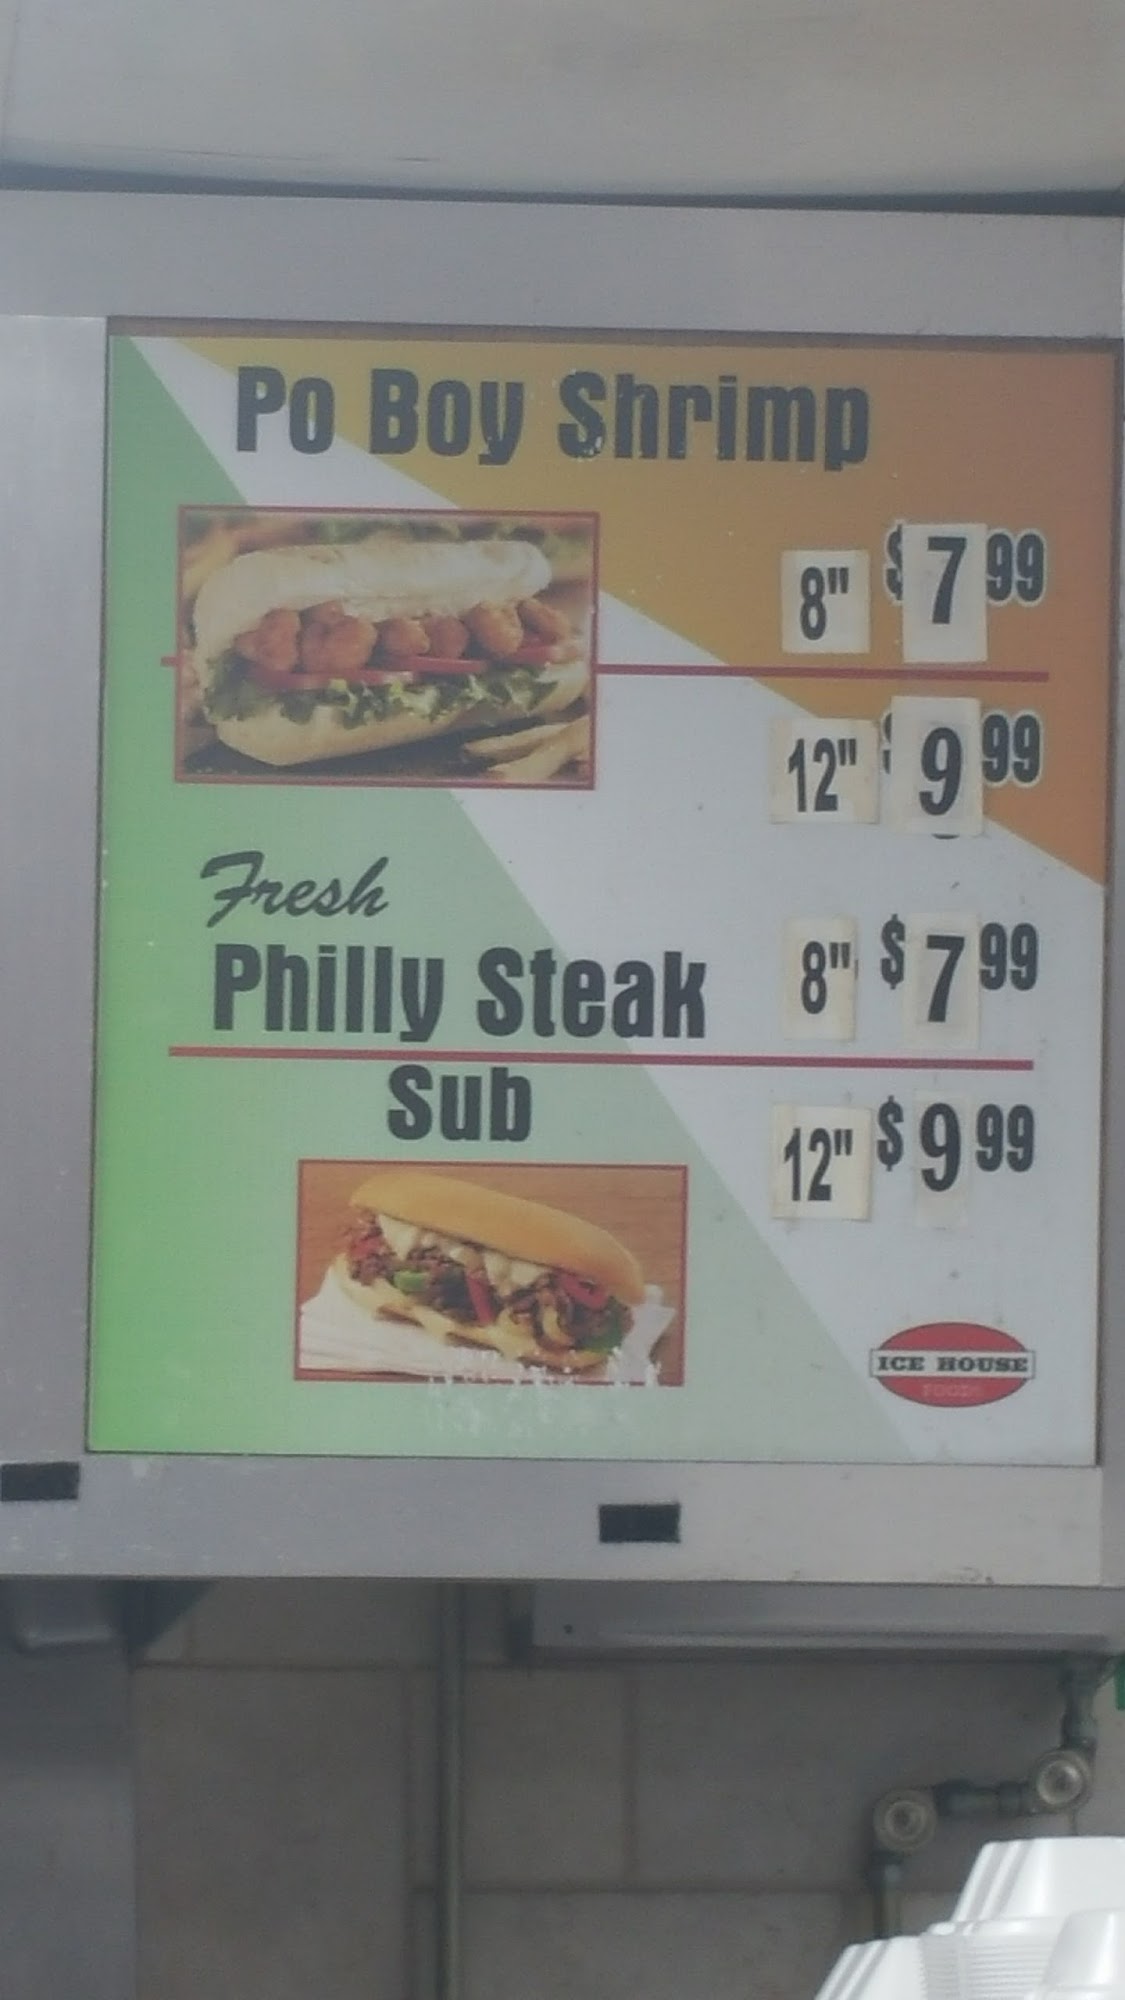 Po Boy Shrimp
8" $7 99
12" $9 99
Fresh
Philly Steak
8" $7 99
Sub
12" $9 99
ICE HOUSE
FOODS